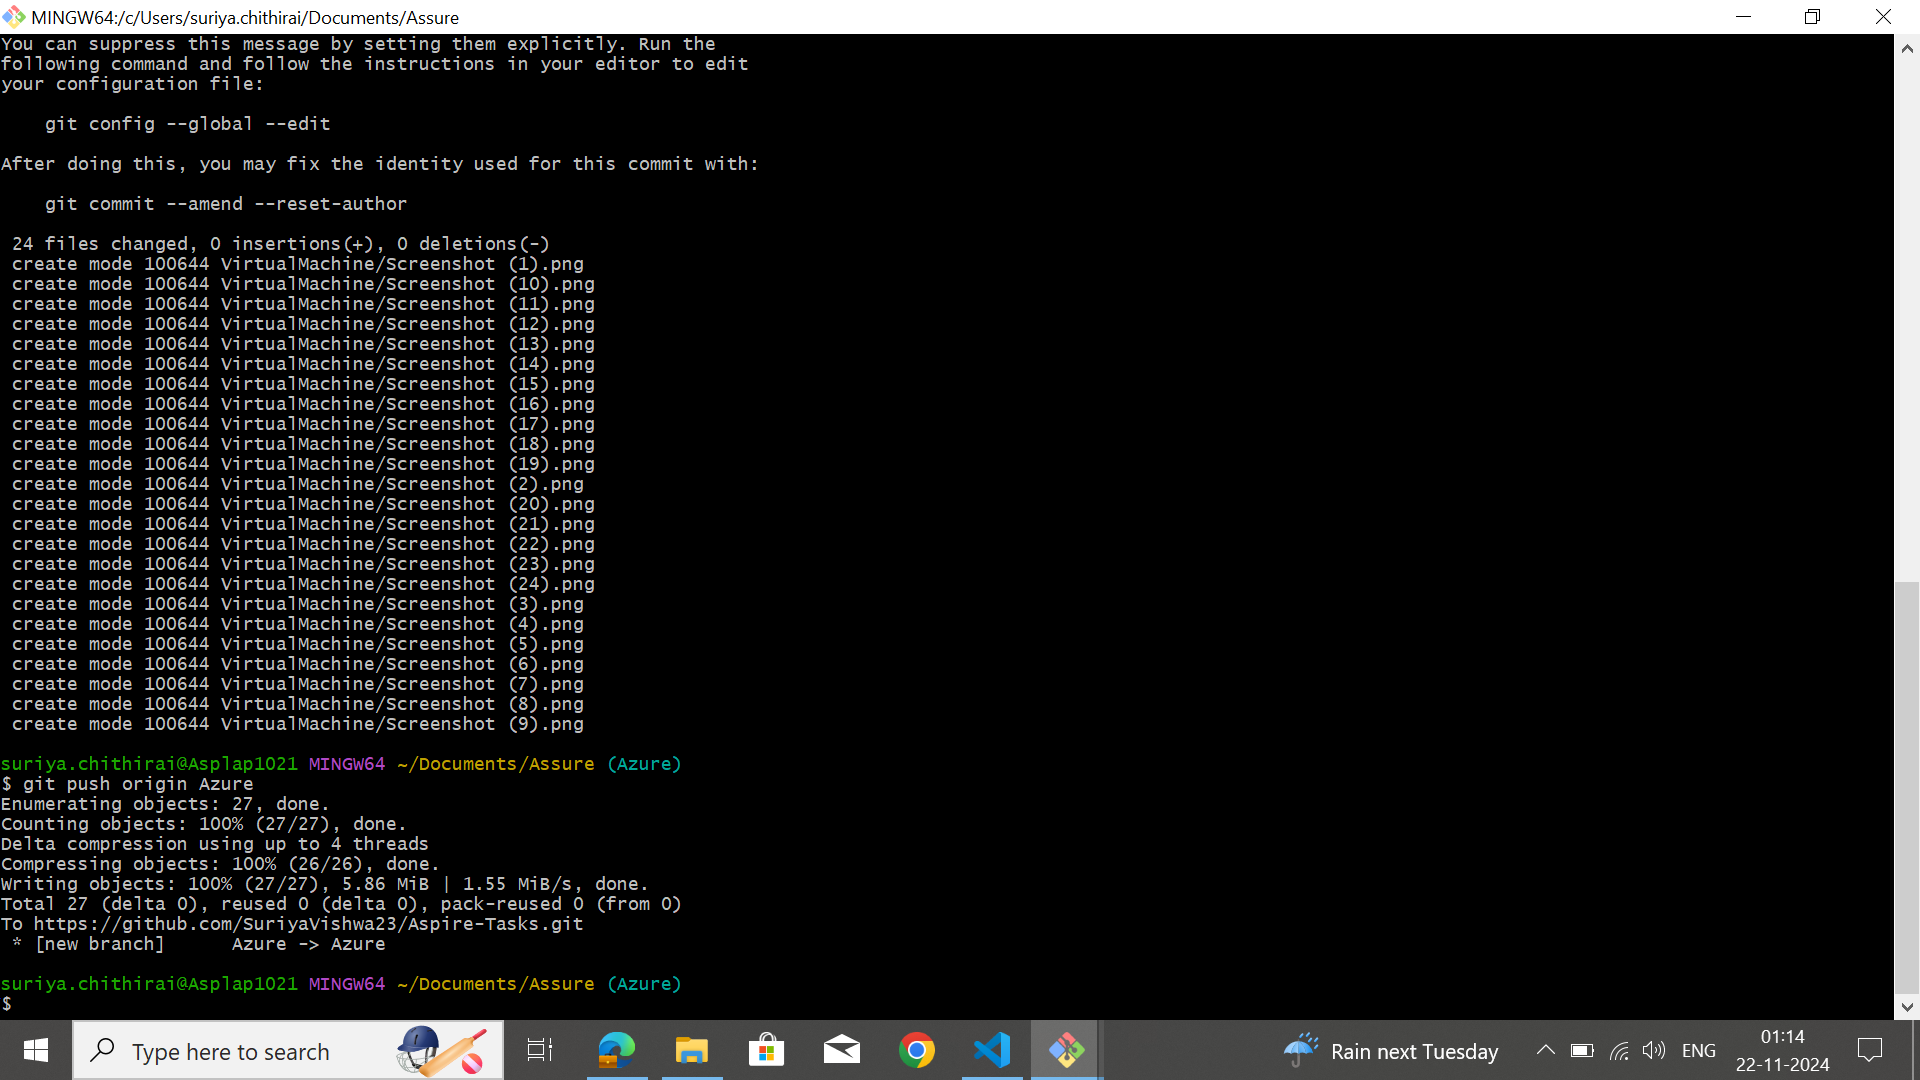 MINGW64:/c/Users/suriya.chithirai/Documents/Assure
You can suppress this message by setting them explicitly. Run the
following command and follow the instructions in your editor to edit
your configuration file:
    git config --global --edit
After doing this, you may fix the identity used for this commit with:
    git commit --amend --reset-author
 24 files changed, 0 insertions(+), 0 deletions(-)
 create mode 100644 VirtualMachine/Screenshot (1).png
 create mode 100644 VirtualMachine/Screenshot (10).png
 create mode 100644 VirtualMachine/Screenshot (11).png
 create mode 100644 VirtualMachine/Screenshot (12).png
 create mode 100644 VirtualMachine/Screenshot (13).png
 create mode 100644 VirtualMachine/Screenshot (14).png
 create mode 100644 VirtualMachine/Screenshot (15).png
 create mode 100644 VirtualMachine/Screenshot (16).png
 create mode 100644 VirtualMachine/Screenshot (17).png
 create mode 100644 VirtualMachine/Screenshot (18).png
 create mode 100644 VirtualMachine/Screenshot (19).png
 create mode 100644 VirtualMachine/Screenshot (2).png
 create mode 100644 VirtualMachine/Screenshot (20).png
 create mode 100644 VirtualMachine/Screenshot (21).png
 create mode 100644 VirtualMachine/Screenshot (22).png
 create mode 100644 VirtualMachine/Screenshot (23).png
 create mode 100644 VirtualMachine/Screenshot (24).png
 create mode 100644 VirtualMachine/Screenshot (3).png
 create mode 100644 VirtualMachine/Screenshot (4).png
 create mode 100644 VirtualMachine/Screenshot (5).png
 create mode 100644 VirtualMachine/Screenshot (6).png
 create mode 100644 VirtualMachine/Screenshot (7).png
 create mode 100644 VirtualMachine/Screenshot (8).png
 create mode 100644 VirtualMachine/Screenshot (9).png
suriya.chithirai@Asplap1021 MINGW64 ~/Documents/Assure (Azure)
$ git push origin Azure
Enumerating objects: 27, done.
Counting objects: 100% (27/27), done.
Delta compression using up to 4 threads
Compressing objects: 100% (26/26), done.
Writing objects: 100% (27/27), 5.86 MiB | 1.55 MiB/s, done.
Total 27 (delta 0), reused 0 (delta 0), pack-reused 0 (from 0)
To https://github.com/SuriyaVishwa23/Aspire-Tasks.git
 * [new branch]      Azure -> Azure
suriya.chithirai@Asplap1021 MINGW64 ~/Documents/Assure (Azure)
$
Type here to search
Rain next Tuesday
ENG
01:14
22-11-2024